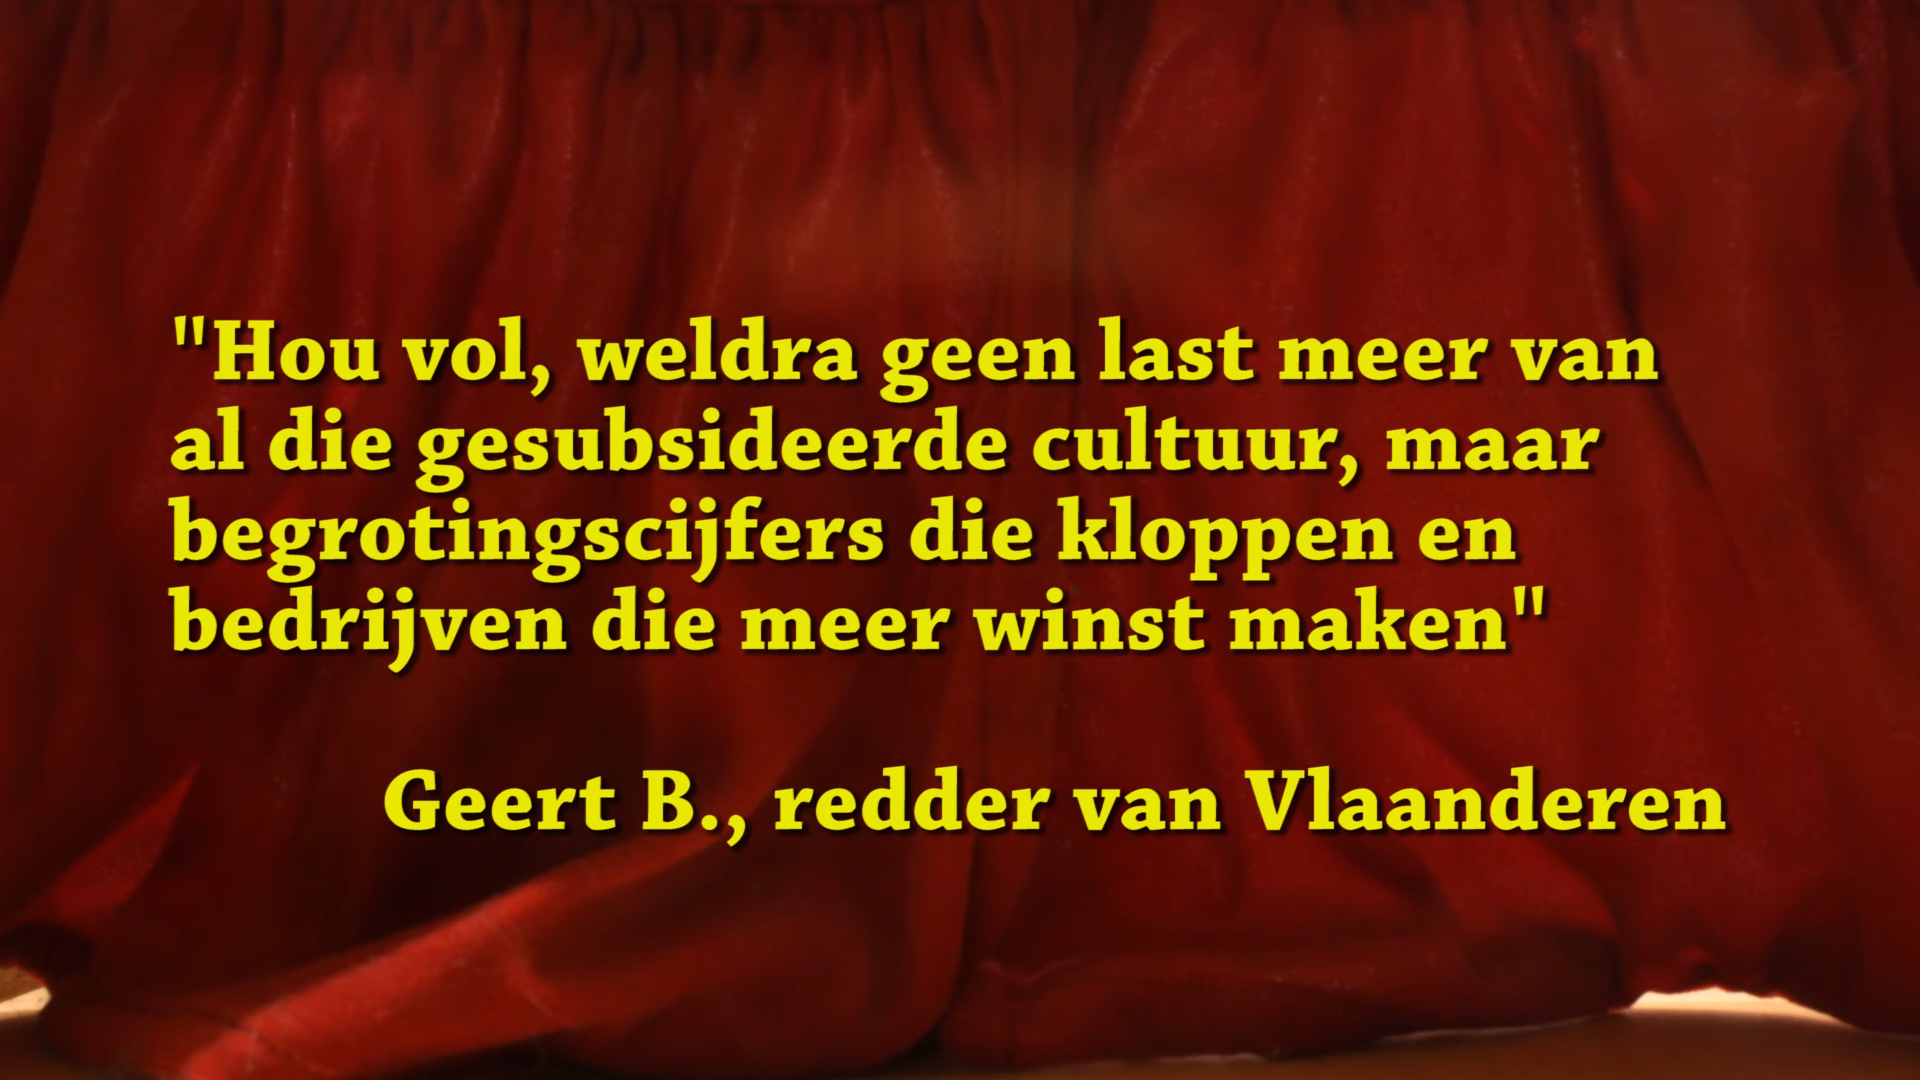 "Hou vol, weldra geen last meer van
al die gesubsideerde cultuur, maar
begrotingscijfers die kloppen en
bedrijven die meer winst maken"
Geert B., redder van Vlaanderen